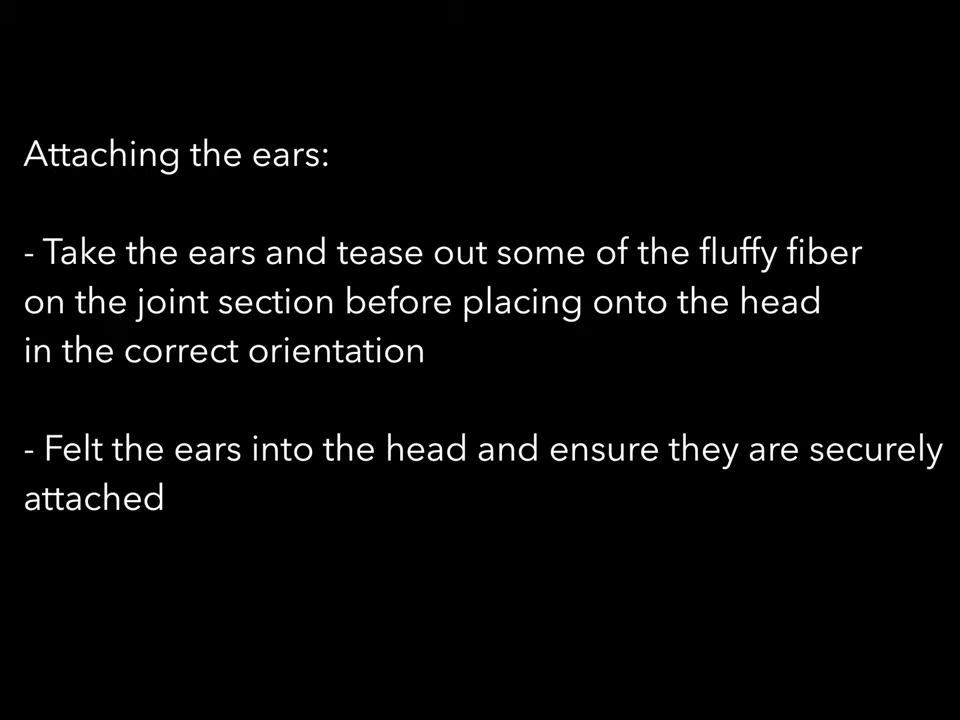 Attaching the ears:
- Take the ears and tease out some of the fluffy fiber
on the joint section before placing onto the head
in the correct orientation
- Felt the ears into the head and ensure they are securely
attached